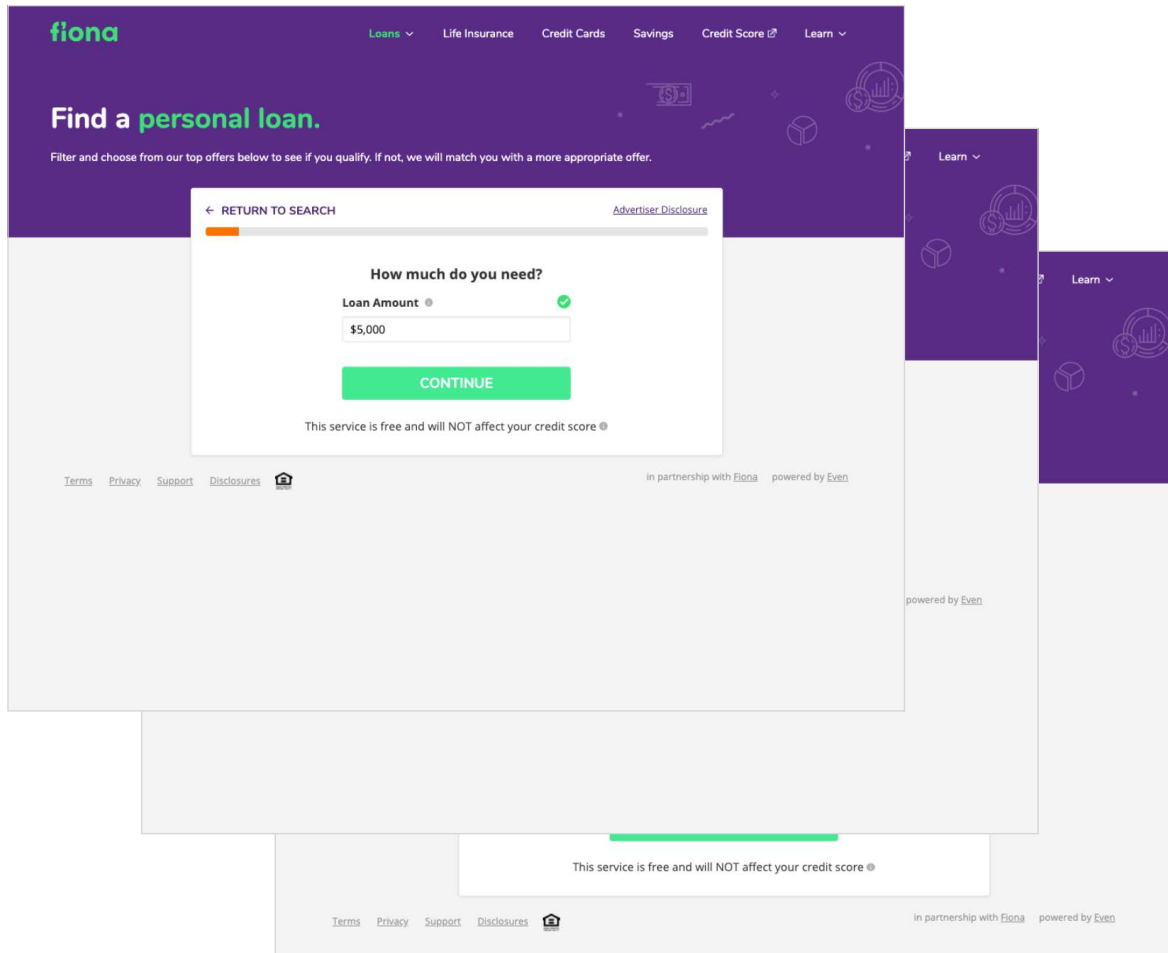 fiona
Loans Life Insurance Credit Cards Savings Credit Score Learn
Find a personal loan.
Filter and choose from our top offers below to see if you qualify. If not, we will match you with a more appropriate offer.
← RETURN TO SEARCH Advertiser Disclosure
How much do you need?
Loan Amount
$5,000
CONTINUE
This service is free and will NOT affect your credit score
Terms Privacy Support Disclosures in partnership with Fiona powered by Even
Learn
powered by Even
Learn
This service is free and will NOT affect your credit score
Terms Privacy Support Disclosures in partnership with Fiona powered by Even